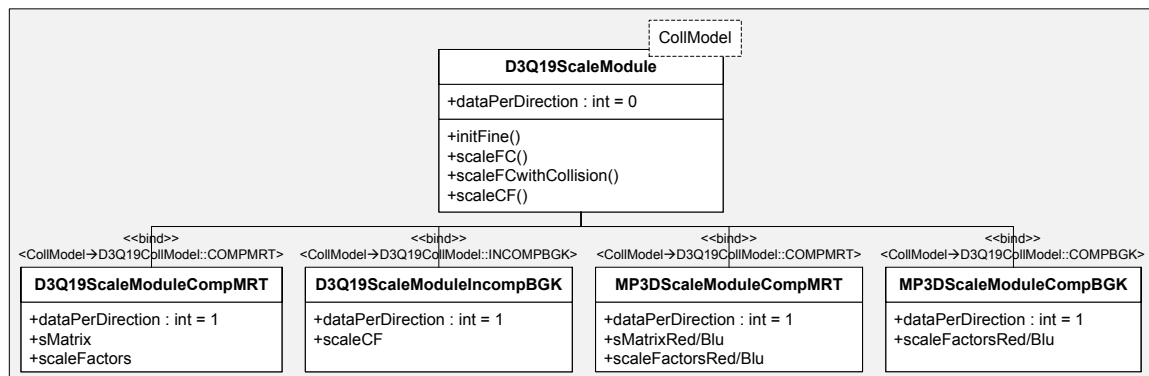 CollModel
D3Q19ScaleModule
+dataPerDirection : int = 0
+initFine()
+scaleFC()
+scaleFCwithCollision()
+scaleCF()
<<bind>>
<CollModel→D3Q19CollModel::COMPMRT>
D3Q19ScaleModuleCompMRT
+dataPerDirection : int = 1
+sMatrix
+scaleFactors
<<bind>>
<CollModel→D3Q19CollModel::INCOMPBGK>
D3Q19ScaleModuleIncompBGK
+dataPerDirection : int = 1
+scaleCF
<<bind>>
<CollModel→D3Q19CollModel::COMPMRT>
MP3DScaleModuleCompMRT
+dataPerDirection : int = 1
+sMatrixRed/Blu
+scaleFactorsRed/Blu
<<bind>>
<CollModel→D3Q19CollModel::COMPBGK>
MP3DScaleModuleCompBGK
+dataPerDirection : int = 1
+scaleFactorsRed/Blu